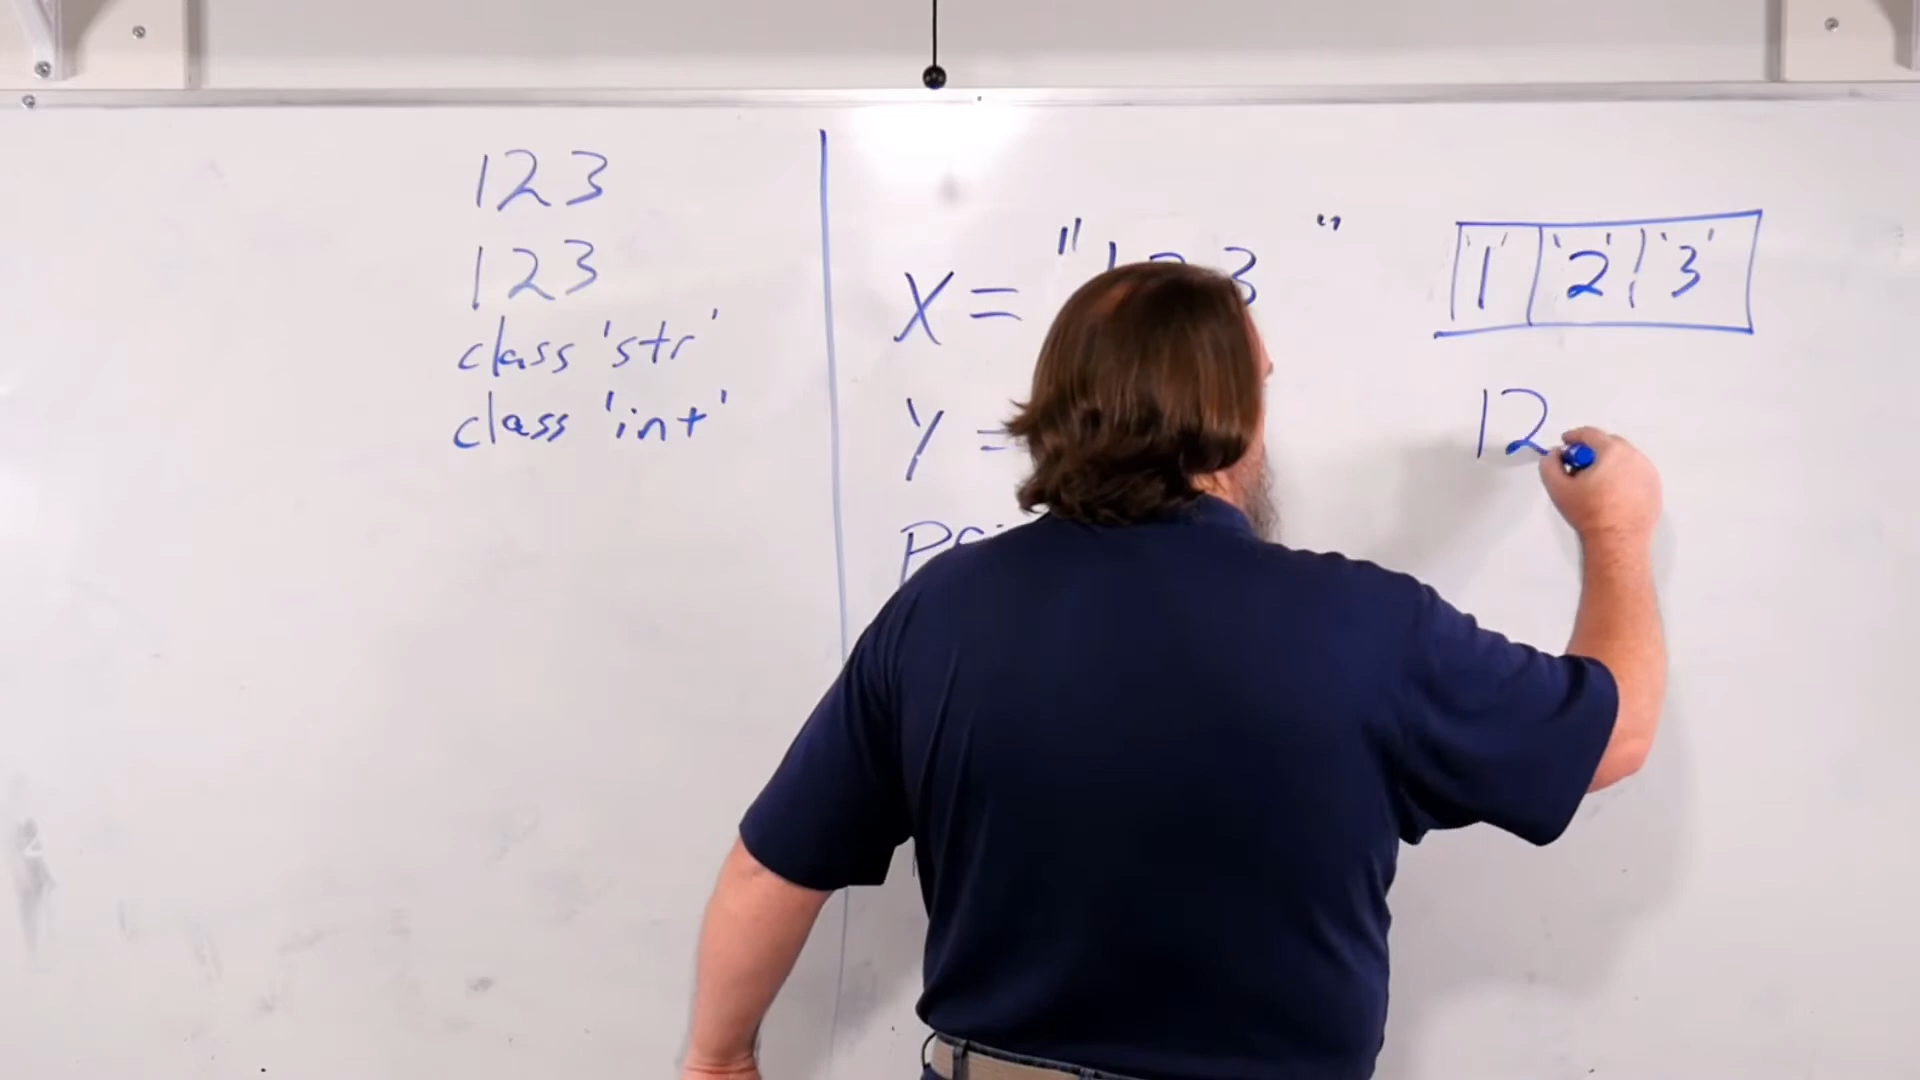 123
123
class 'str'
class 'int'
X = "123"
'1' '2' '3'
Y =
12